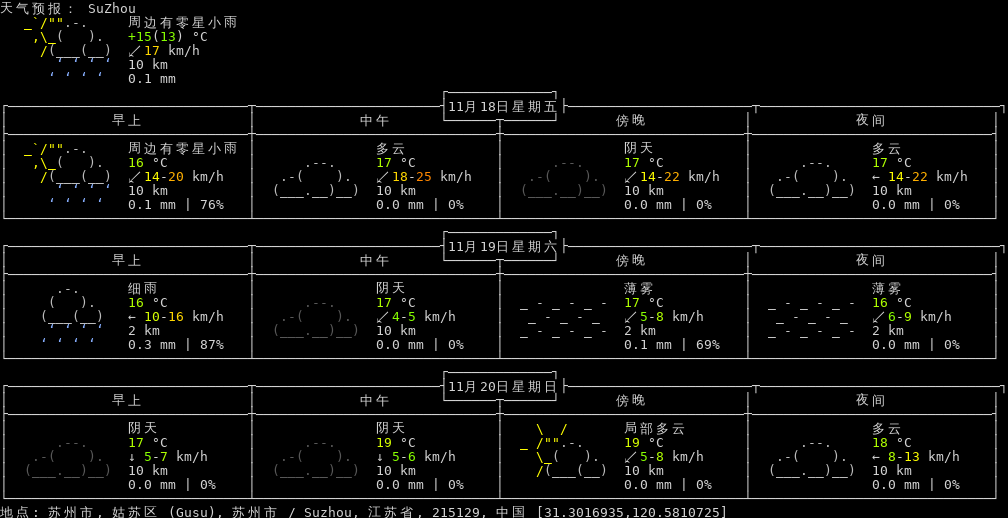 天气预报: SuZhou
周边有零星小雨
+15(13) °C
↙ 17 km/h
10 km
0.1 mm
11月18日星期五
早上 中午 傍晚 夜间
周边有零星小雨 多云 阴天 多云
16 °C 17 °C 17 °C 17 °C
↙ 14-20 km/h ↙ 18-25 km/h ↙ 14-22 km/h ← 14-22 km/h
10 km 10 km 10 km 10 km
0.1 mm | 76% 0.0 mm | 0% 0.0 mm | 0% 0.0 mm | 0%
11月19日星期六
早上 中午 傍晚 夜间
细雨 阴天 薄雾 薄雾
16 °C 17 °C 17 °C 16 °C
← 10-16 km/h ↙ 4-5 km/h ↙ 5-8 km/h ↙ 6-9 km/h
2 km 10 km 2 km 2 km
0.3 mm | 87% 0.0 mm | 0% 0.1 mm | 69% 0.0 mm | 0%
11月20日星期日
早上 中午 傍晚 夜间
阴天 阴天 局部多云 多云
17 °C 19 °C 19 °C 18 °C
↓ 5-7 km/h ↓ 5-6 km/h ↙ 5-8 km/h ← 8-13 km/h
10 km 10 km 10 km 10 km
0.0 mm | 0% 0.0 mm | 0% 0.0 mm | 0% 0.0 mm | 0%
地点: 苏州市, 姑苏区 (Gusu), 苏州市 / Suzhou, 江苏省, 215129, 中国 [31.3016935,120.5810725]